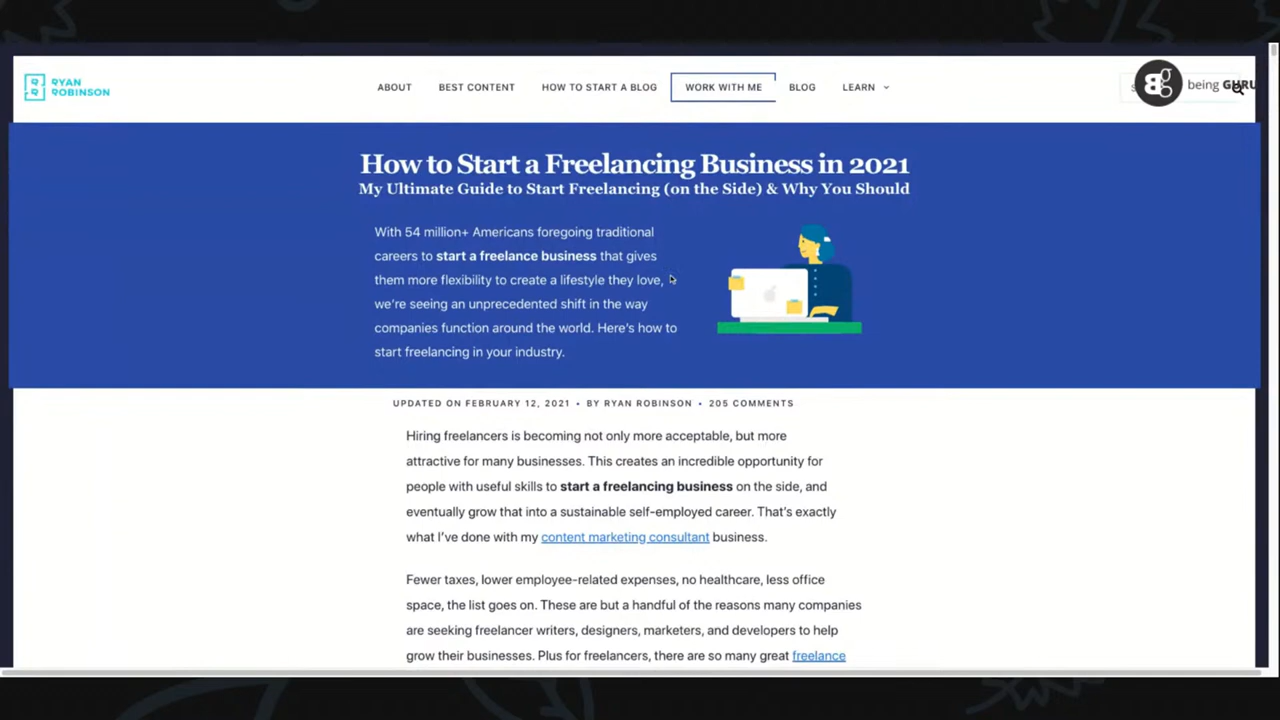 RYAN
ROBINSON
ABOUT
BEST CONTENT
HOW TO START A BLOG
WORK WITH ME
BLOG
LEARN
being GURU
How to Start a Freelancing Business in 2021
My Ultimate Guide to Start Freelancing (on the Side) & Why You Should
With 54 million+ Americans foregoing traditional
careers to start a freelance business that gives
them more flexibility to create a lifestyle they love,
we're seeing an unprecedented shift in the way
companies function around the world. Here's how to
start freelancing in your industry.
UPDATED ON FEBRUARY 12, 2021 • BY RYAN ROBINSON • 205 COMMENTS
Hiring freelancers is becoming not only more acceptable, but more
attractive for many businesses. This creates an incredible opportunity for
people with useful skills to start a freelancing business on the side, and
eventually grow that into a sustainable self-employed career. That's exactly
what I've done with my content marketing consultant business.
Fewer taxes, lower employee-related expenses, no healthcare, less office
space, the list goes on. These are but a handful of the reasons many companies
are seeking freelancer writers, designers, marketers, and developers to help
grow their businesses. Plus for freelancers, there are so many great freelance